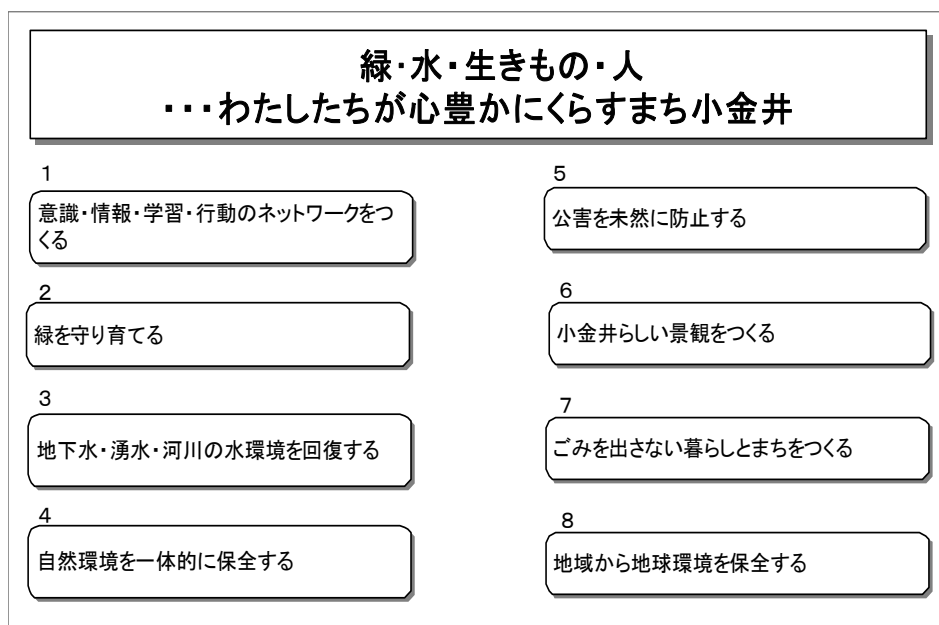 緑・水・生きもの・人
・・・わたしたちが心豊かにくらすまち小金井
1
意識・情報・学習・行動のネットワークをつ
くる
2
緑を守り育てる
3
地下水・湧水・河川の水環境を回復する
4
自然環境を一体的に保全する
5
公害を未然に防止する
6
小金井らしい景観をつくる
7
ごみを出さない暮らしとまちをつくる
8
地域から地球環境を保全する